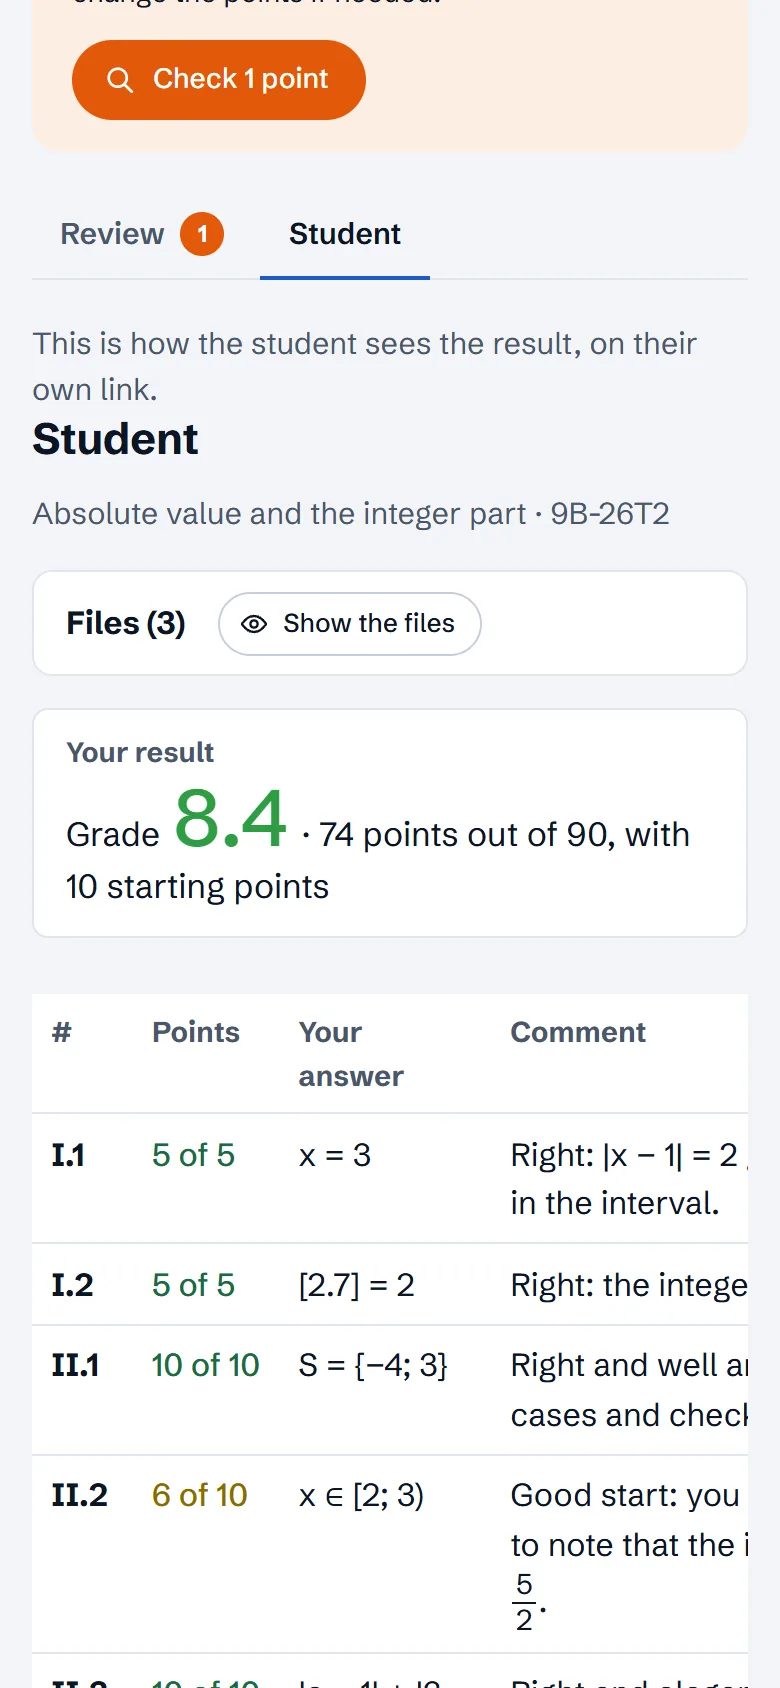 Check 1 point
Review 1 Student
This is how the student sees the result, on their
own link.
Student
Absolute value and the integer part · 9B-26T2
Files (3) Show the files
Your result
Grade 8.4 · 74 points out of 90, with
10 starting points
# Points Your answer Comment
I.1 5 of 5 x = 3 Right: |x − 1| = 2
in the interval.
I.2 5 of 5 [2.7] = 2 Right: the intege
II.1 10 of 10 S = {−4; 3} Right and well
cases and check
II.2 6 of 10 x ∈ [2; 3) Good start: you
to note that the
5/2.